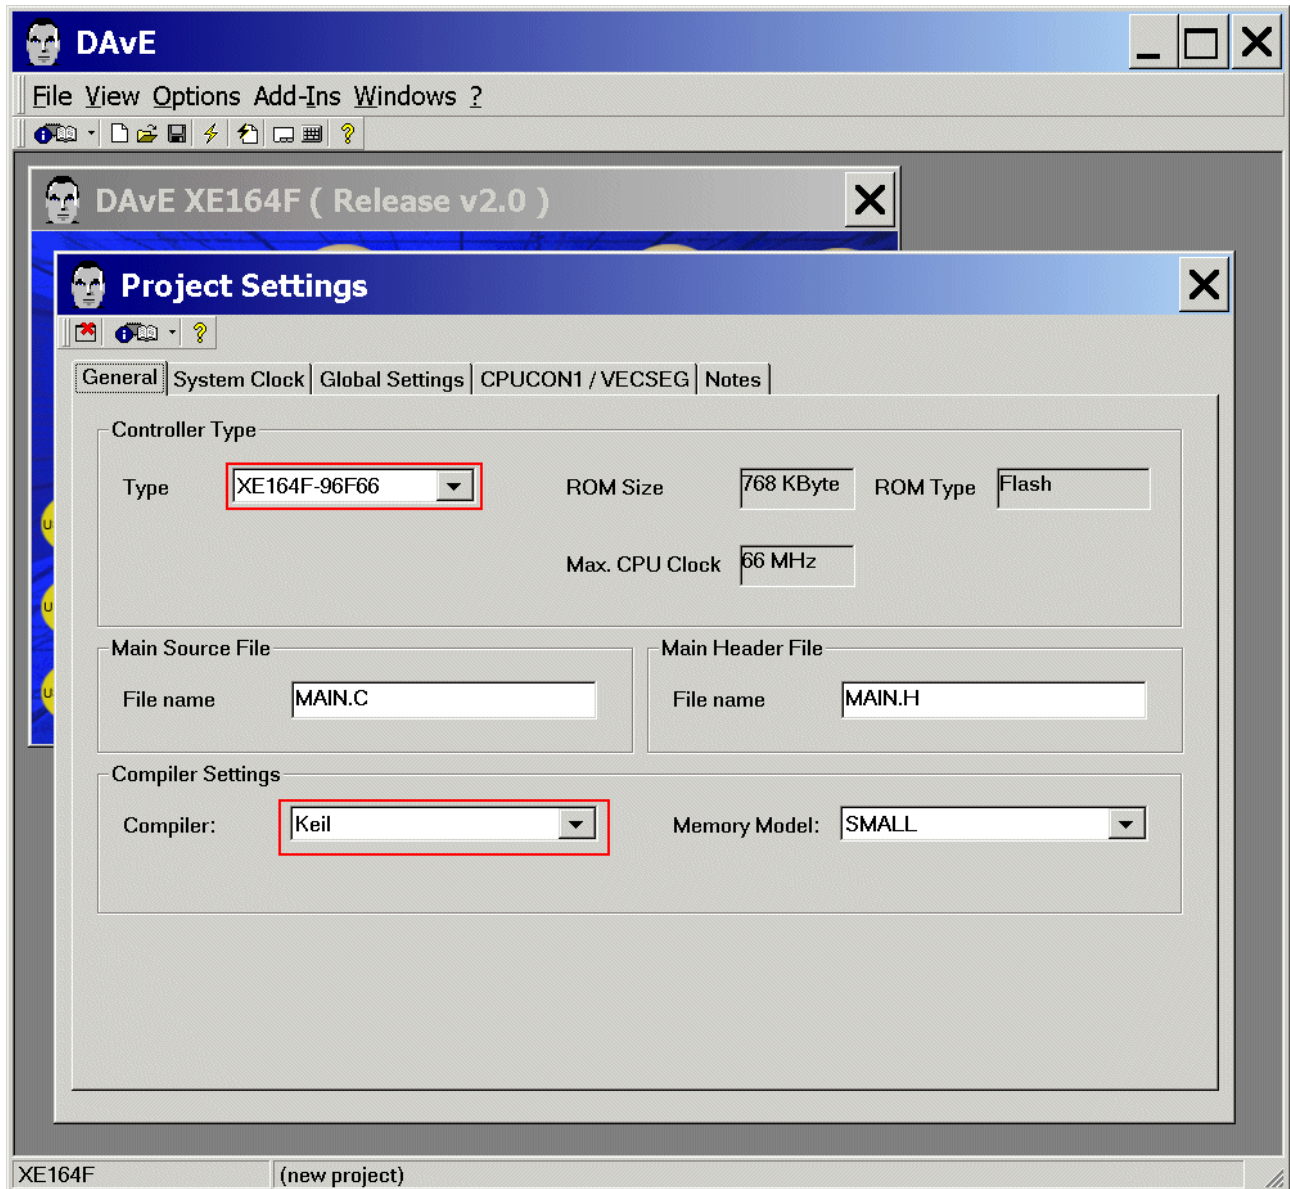 DAvE
File View Options Add-Ins Windows ?
DAvE XE164F ( Release v2.0 )
Project Settings
General System Clock Global Settings CPUCON1 / VECSEG Notes
Controller Type
Type XE164F-96F66 ROM Size 768 KByte ROM Type Flash
Max. CPU Clock 66 MHz
Main Source File Main Header File
File name MAIN.C File name MAIN.H
Compiler Settings
Compiler: Keil Memory Model: SMALL
U
U
U
XE164F (new project)